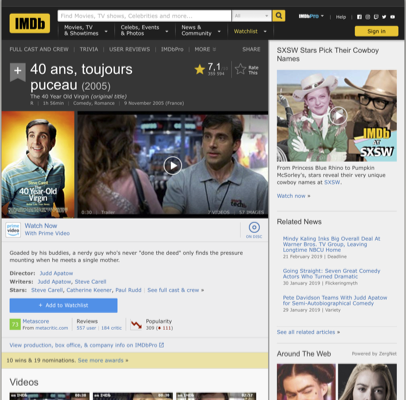 IMDb
Find Movies, TV shows, Celebrities and more...
All
IMDbPro
Help
Movies, TV & Showtimes
Celebs, Events & Photos
News & Community
Watchlist
Sign in
FULL CAST AND CREW | TRIVIA | USER REVIEWS | IMDbPro | MORE
SHARE
40 ans, toujours puceau (2005)
The 40 Year Old Virgin (original title)
R | 1h 56min | Comedy, Romance | 9 November 2005 (France)
7,1
Rate This
The 40-Year-Old Virgin
Watch Now
With Prime Video
ON DISC
Goaded by his buddies, a nerdy guy who's never "done the deed" only finds the pressure mounting when he meets a single mother.
Director: Judd Apatow
Writers: Judd Apatow, Steve Carell
Stars: Steve Carell, Catherine Keener, Paul Rudd | See full cast & crew »
+ Add to Watchlist
Metascore
From metacritic.com
Reviews
557 user | 184 critic
Popularity
View production, box office, & company info on IMDbPro
10 wins & 19 nominations. See more awards »
Videos
SXSW Stars Pick Their Cowboy Names
IMDb AT SXSW
From Princess Blue Rhino to Pumpkin McSorley's, stars reveal their very unique cowboy names at SXSW.
Watch now »
Related News
Mindy Kaling Inks Big Overall Deal At Warner Bros. TV Group, Leaving Longtime NBCU Home
21 February 2019 | Deadline
Going Straight: Seven Great Comedy Actors Who Turned Dramatic
30 January 2019 | Flickeringmyth
Pete Davidson Teams With Judd Apatow for Semi-Autobiographical Comedy
29 January 2019 | Variety
See all related articles »
Around The Web
Powered by ZergNet